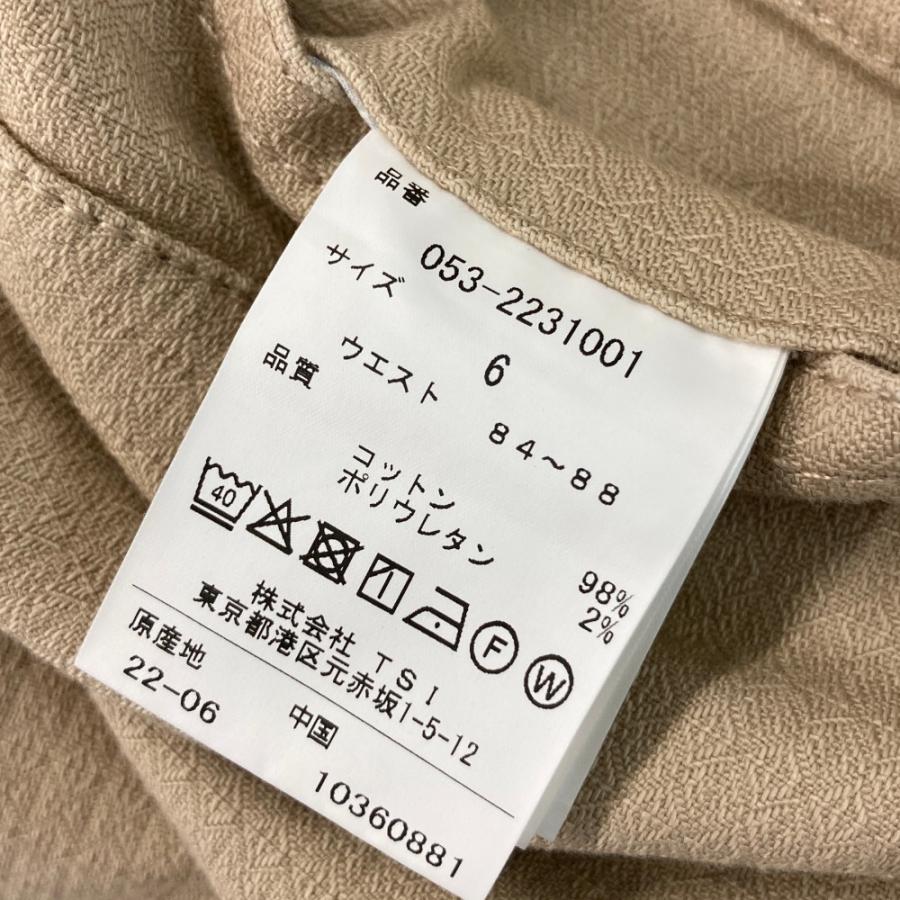 品番
053-2231001
サイズ 6
ウエスト 84～88
品質
コットン 98%
ポリウレタン 2%
40
F W
株式会社 TSI
東京都港区元赤坂1-5-12
原産地 中国
22-06 10360881